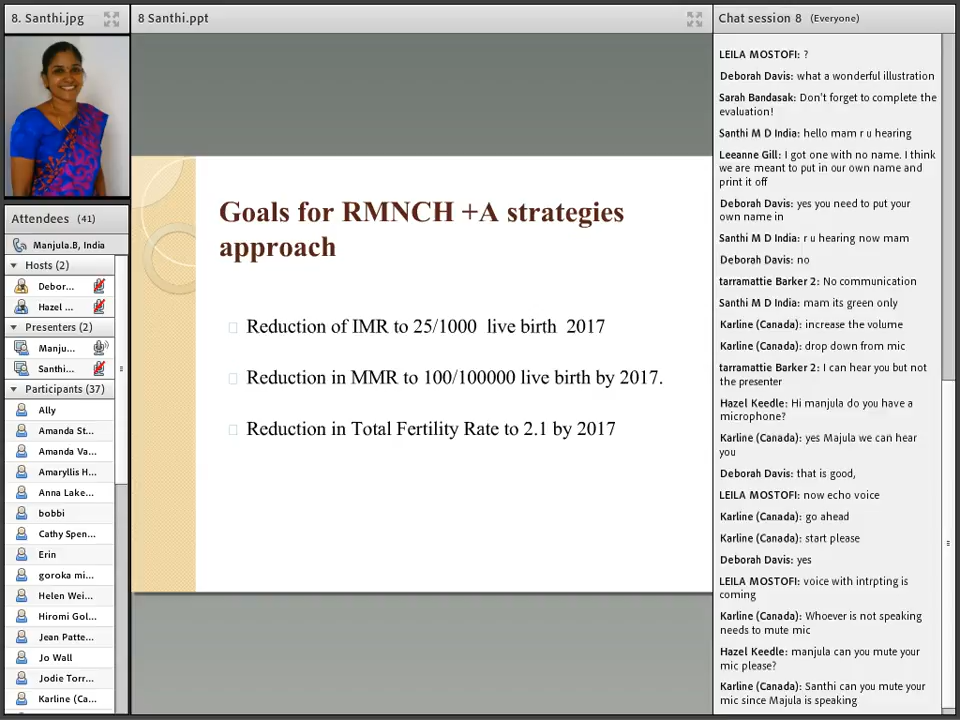 8. Santhi.jpg
8 Santhi.ppt
Chat session 8 (Everyone)
Attendees (41)
Manjula.B, India
Hosts (2)
Debor...
Hazel ...
Presenters (2)
Manju...
Santhi...
Participants (37)
Ally
Amanda St...
Amanda Va...
Amaryllis H...
Anna Lake...
bobbi
Cathy Spen...
Erin
goroka mi...
Helen Wei...
Hiromi Gol...
Jean Patte...
Jo Wall
Jodie Torr...
Karline (Ca...
Goals for RMNCH +A strategies
approach
Reduction of IMR to 25/1000 live birth 2017
Reduction in MMR to 100/100000 live birth by 2017.
Reduction in Total Fertility Rate to 2.1 by 2017
LEILA MOSTOFI: ?
Deborah Davis: what a wonderful illustration
Sarah Bandasak: Don't forget to complete the
evaluation!
Santhi M D India: hello mam r u hearing
Leeanne Gill: I got one with no name. I think
we are meant to put in our own name and
print it off
Deborah Davis: yes you need to put your
own name in
Santhi M D India: r u hearing now mam
Deborah Davis: no
tarramattie Barker 2: No communication
Santhi M D India: mam its green only
Karline (Canada): increase the volume
Karline (Canada): drop down from mic
tarramattie Barker 2: I can hear you but not
the presenter
Hazel Keedle: Hi manjula do you have a
microphone?
Karline (Canada): yes Majula we can hear
you
Deborah Davis: that is good,
LEILA MOSTOFI: now echo voice
Karline (Canada): go ahead
Karline (Canada): start please
Deborah Davis: yes
LEILA MOSTOFI: voice with intrpting is
coming
Karline (Canada): Whoever is not speaking
needs to mute mic
Hazel Keedle: manjula can you mute your
mic please?
Karline (Canada): Santhi can you mute your
mic since Majula is speaking